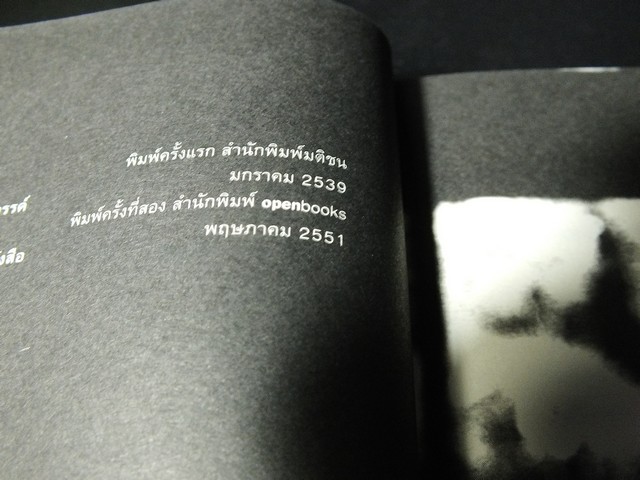 พิมพ์ครั้งแรก สำนักพิมพ์มติชน
มกราคม 2539
พิมพ์ครั้งที่สอง สำนักพิมพ์ openbooks
พฤษภาคม 2551